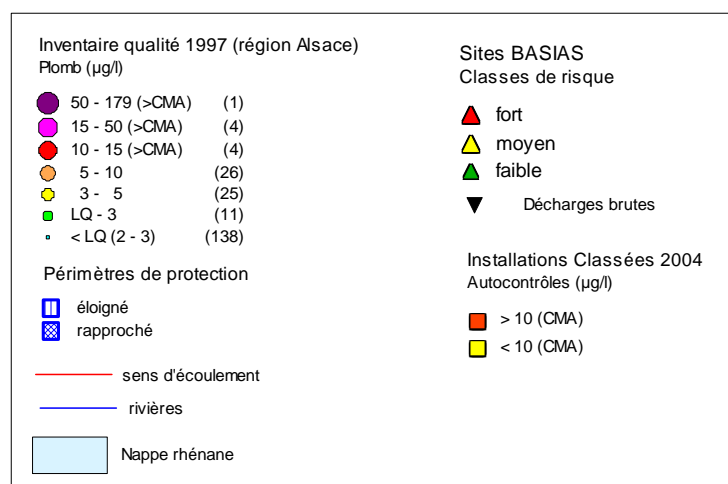 Inventaire qualité 1997 (région Alsace)
Plomb (µg/l)
50 - 179 (>CMA) (1)
15 - 50 (>CMA) (4)
10 - 15 (>CMA) (4)
5 - 10 (26)
3 - 5 (25)
LQ - 3 (11)
< LQ (2 - 3) (138)
Périmètres de protection
éloigné
rapproché
sens d'écoulement
rivières
Nappe rhénane
Sites BASIAS
Classes de risque
fort
moyen
faible
Décharges brutes
Installations Classées 2004
Autocontrôles (µg/l)
> 10 (CMA)
< 10 (CMA)